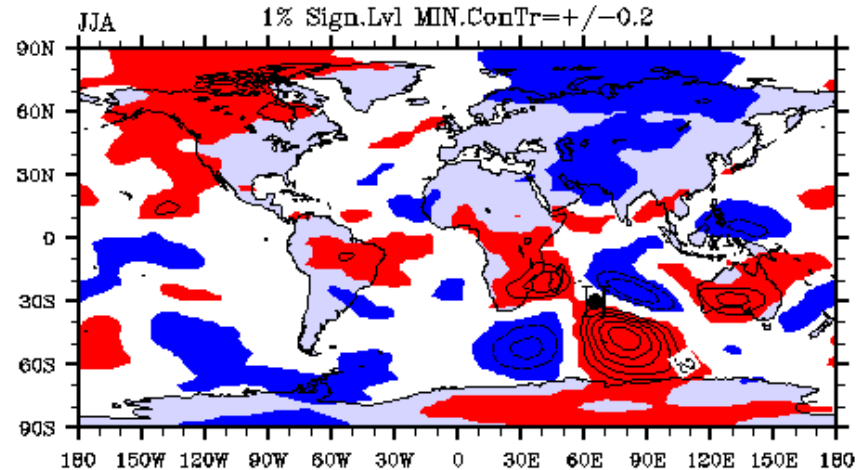 JJA 1% Sign.Lvl MIN.ConTr=+/-0.2
90N
60N
30N
0
30S
60S
90S
180 150W 120W 90W 60W 30W 0 30E 60E 90E 120E 150E 180